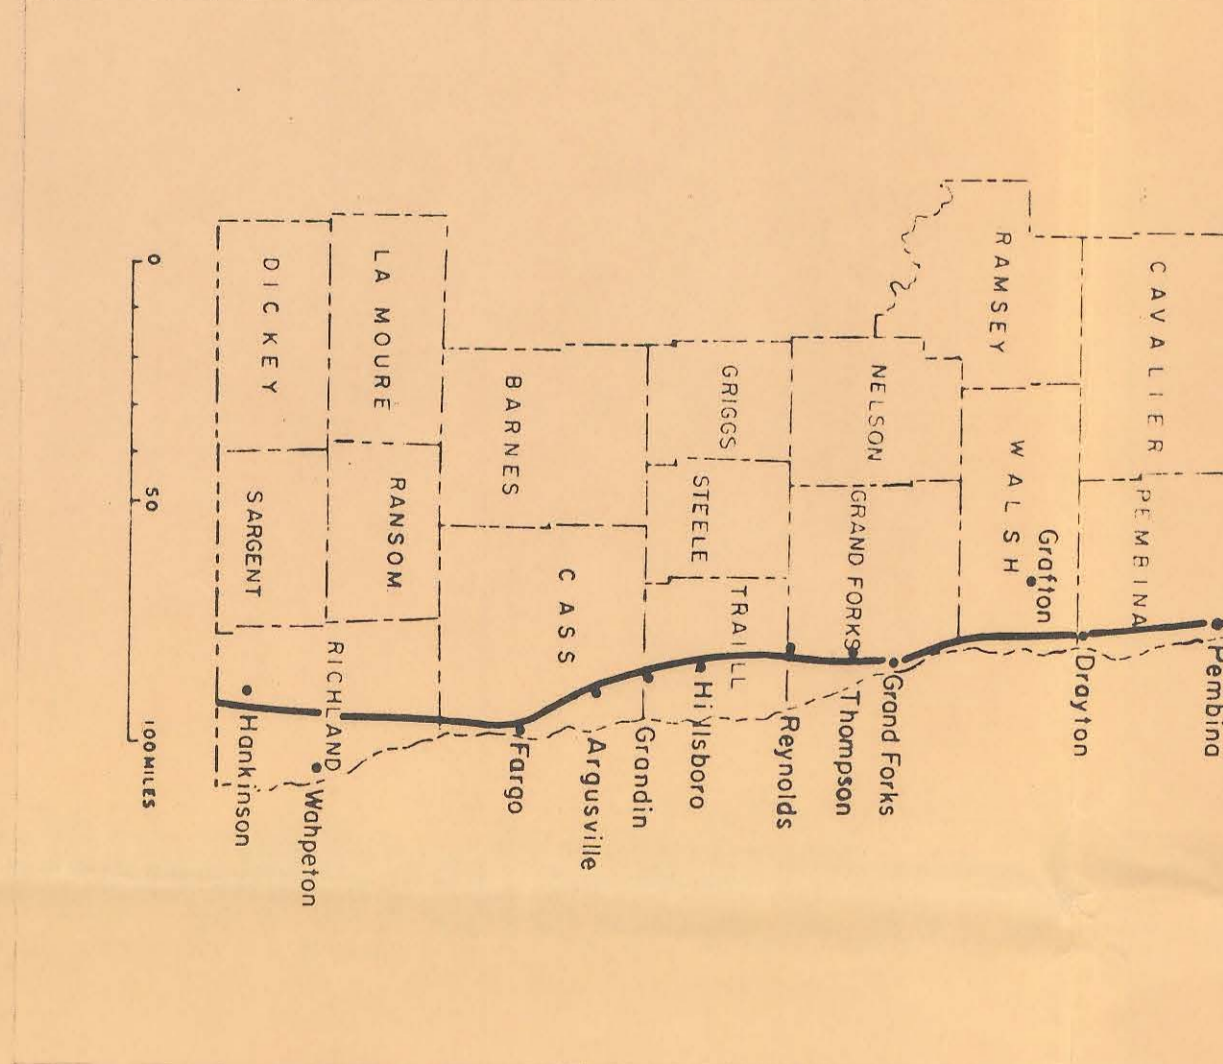 CAVALIER
PEMBINA
Pembina
RAMSEY
WALSH
Grafton
Drayton
NELSON
GRAND FORKS
Grand Forks
Thompson
GRIGGS
STEELE
TRAILL
Reynolds
Hillsboro
Grandin
BARNES
CASS
Argusville
Fargo
LA MOURE
RANSOM
RICHLAND
Wahpeton
DICKEY
SARGENT
Hankinson
0
50
100 MILES